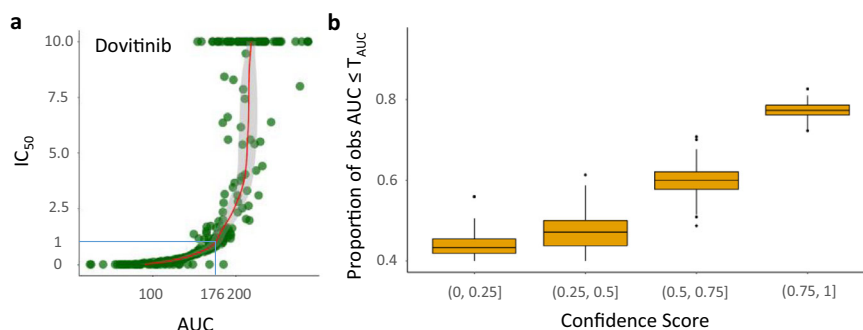 a
Dovitinib
IC50
10.0
7.5
5.0
2.5
1
0
100
176
200
AUC
b
Proportion of obs AUC ≤ TAUC
0.8
0.6
0.4
(0, 0.25]
(0.25, 0.5]
(0.5, 0.75]
(0.75, 1]
Confidence Score